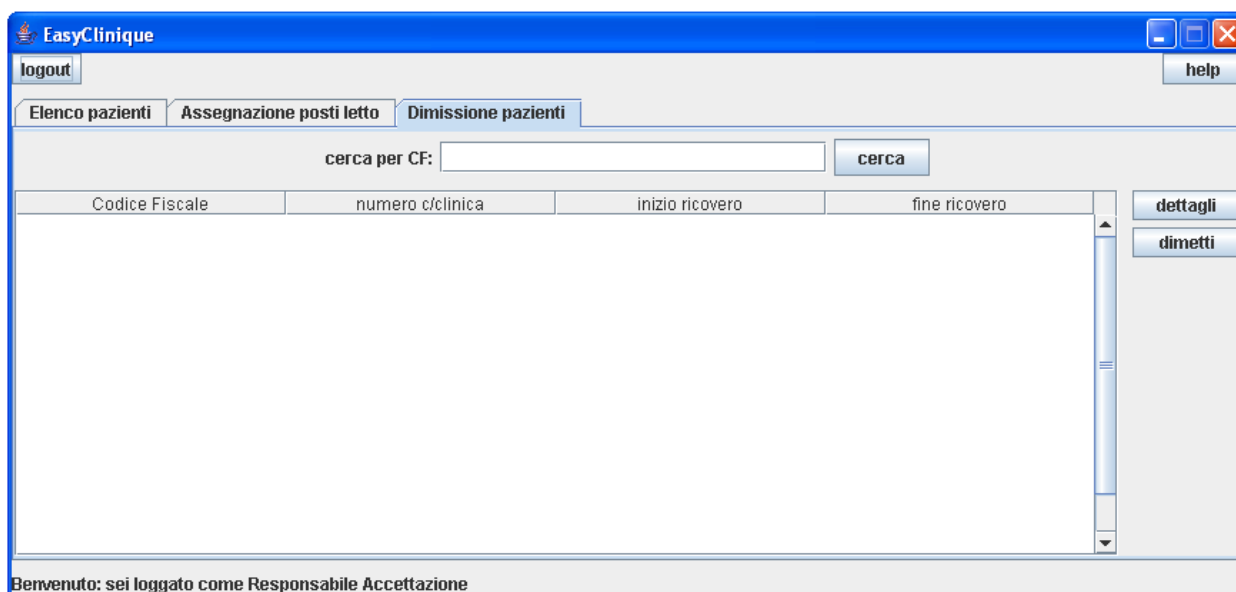 EasyClinique
logout help
Elenco pazienti Assegnazione posti letto Dimissione pazienti
cerca per CF: cerca
Codice Fiscale numero c/clinica inizio ricovero fine ricovero dettagli
dimetti
Benvenuto: sei loggato come Responsabile Accettazione